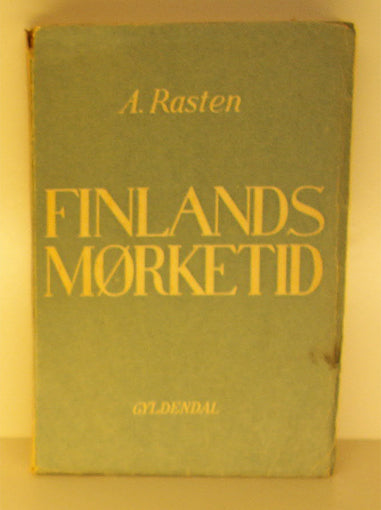 A. Rasten
FINLANDS
MØRKETID
GYLDENDAL